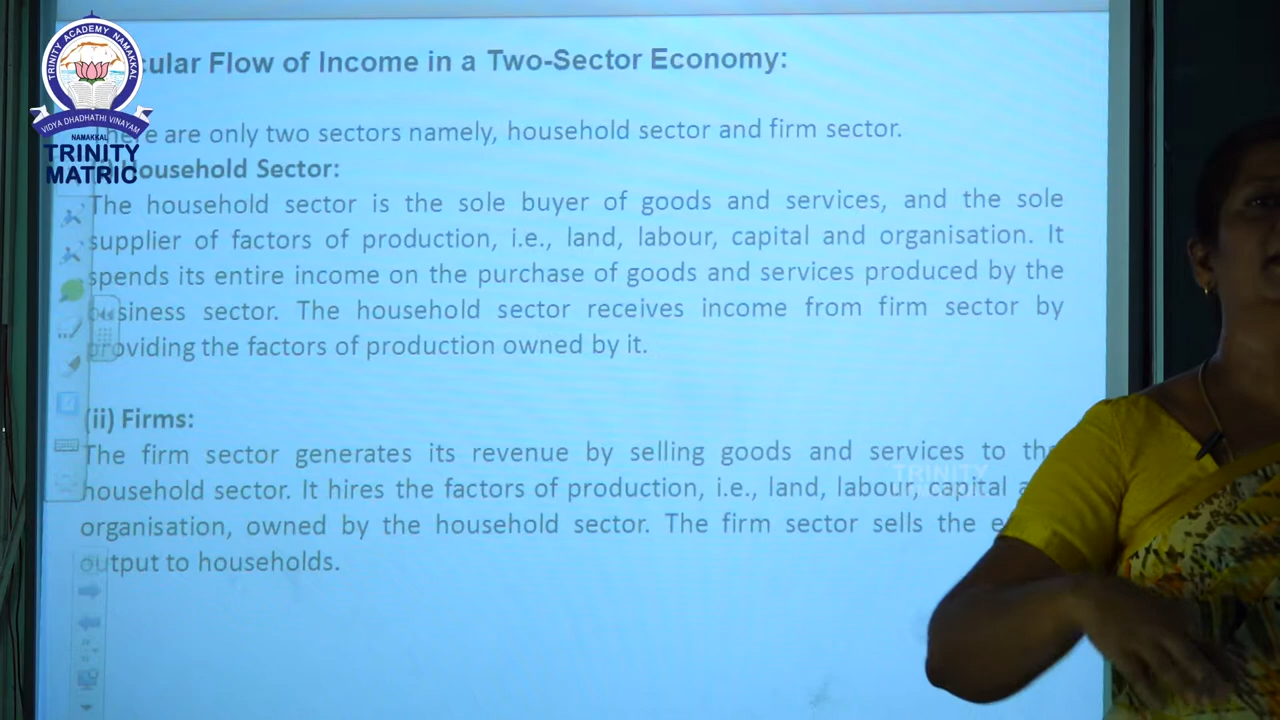 TRINITY ACADEMY NAMAKKAL
VIDYA DHADHATHI VINAYAM
NAMAKKAL
TRINITY
MATRIC
cular Flow of Income in a Two-Sector Economy:
here are only two sectors namely, household sector and firm sector.
) Household Sector:
The household sector is the sole buyer of goods and services, and the sole
supplier of factors of production, i.e., land, labour, capital and organisation. It
spends its entire income on the purchase of goods and services produced by the
business sector. The household sector receives income from firm sector by
providing the factors of production owned by it.
(ii) Firms:
The firm sector generates its revenue by selling goods and services to the
household sector. It hires the factors of production, i.e., land, labour, capital a
organisation, owned by the household sector. The firm sector sells the e
output to households.
TRINITY